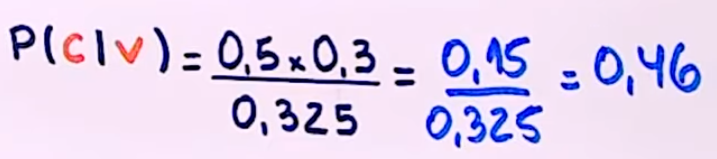 P(C|V) = 0,5 × 0,3 / 0,325 = 0,15 / 0,325 = 0,46